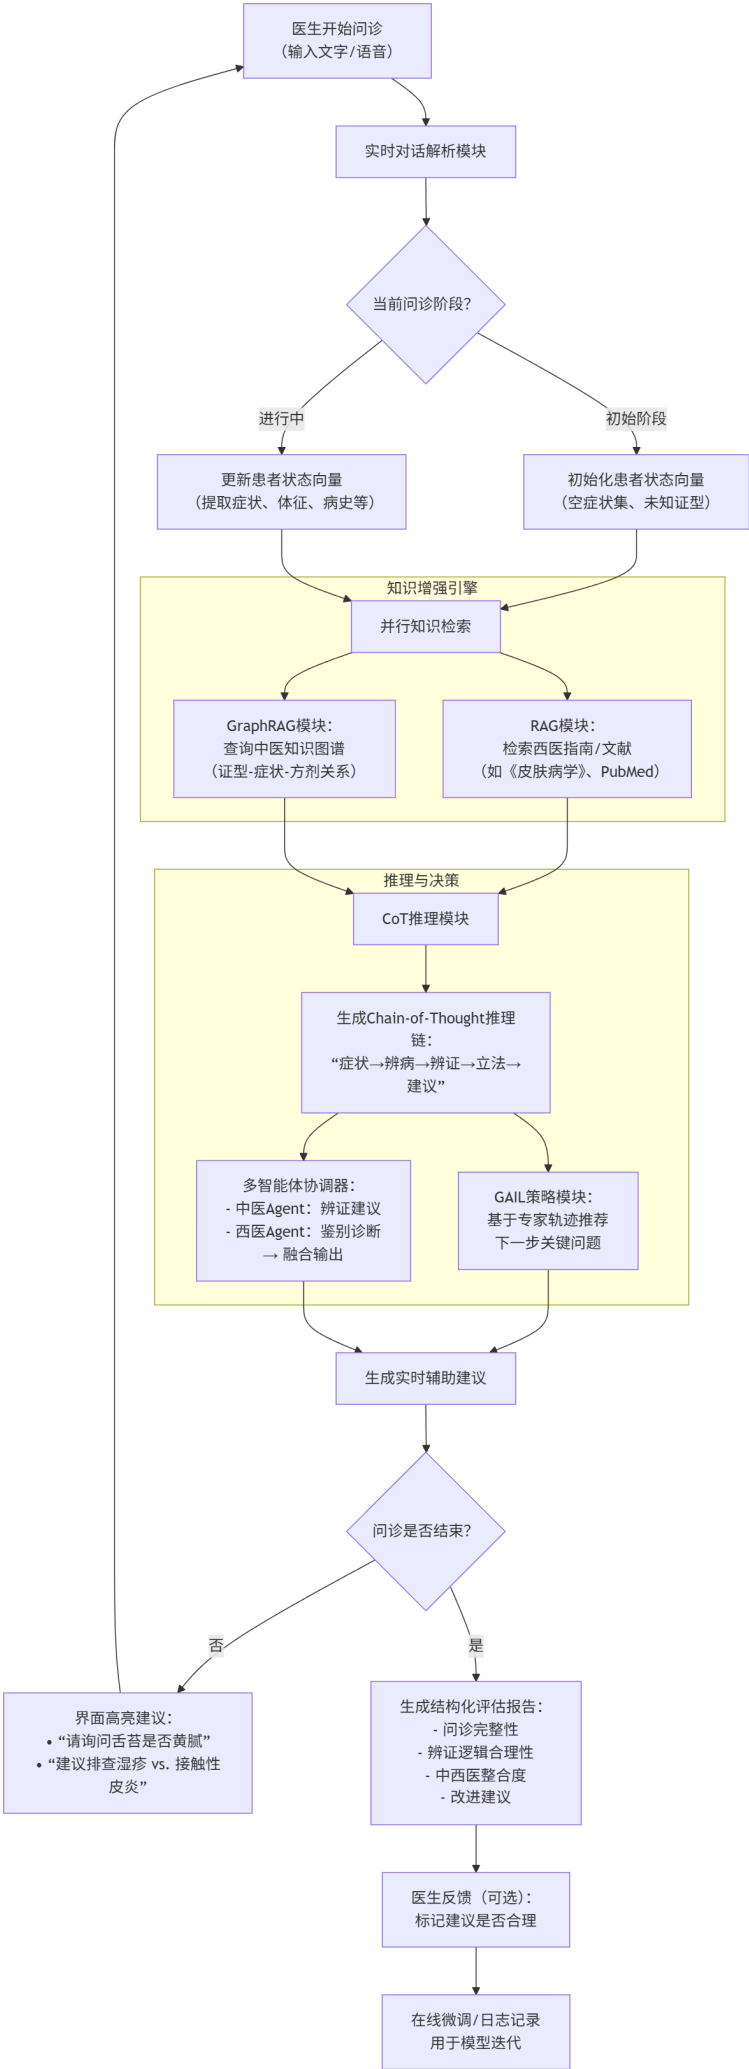 医生开始问诊
（输入文字/语音）
实时对话解析模块
当前问诊阶段？
进行中
初始阶段
更新患者状态向量
（提取症状、体征、病史等）
初始化患者状态向量
（空症状集、未知证型）
知识增强引擎
并行知识检索
GraphRAG模块：
查询中医知识图谱
（证型-症状-方剂关系）
RAG模块：
检索西医指南/文献
（如《皮肤病学》、PubMed）
推理与决策
CoT推理模块
生成Chain-of-Thought推理
链：
“症状→辨病→辨证→立法→
建议”
多智能体协调器：
- 中医Agent：辨证建议
- 西医Agent：鉴别诊断
→ 融合输出
GAIL策略模块：
基于专家轨迹推荐
下一步关键问题
生成实时辅助建议
问诊是否结束？
否
是
界面高亮建议：
• “请询问舌苔是否黄腻”
• “建议排查湿疹 vs. 接触性
皮炎”
生成结构化评估报告：
- 问诊完整性
- 辨证逻辑合理性
- 中西医整合度
- 改进建议
医生反馈（可选）：
标记建议是否合理
在线微调/日志记录
用于模型迭代